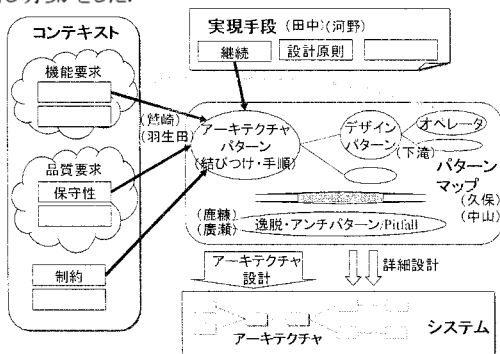 コンテキスト
機能要求
品質要求
保守性
制約
実現手段 (田中)(河野)
継続
設計原則
(鷲崎)
(羽生田)
アーキテクチャ
パターン
(結びつけ・手順)
デザイン
パターン
オペレータ
(下滝)
パターン
マップ
(久保)
(中山)
(鹿糠)
(廣瀬)
逸脱・アンチパターン/Pitfall
アーキテクチャ
設計
詳細設計
アーキテクチャ
システム